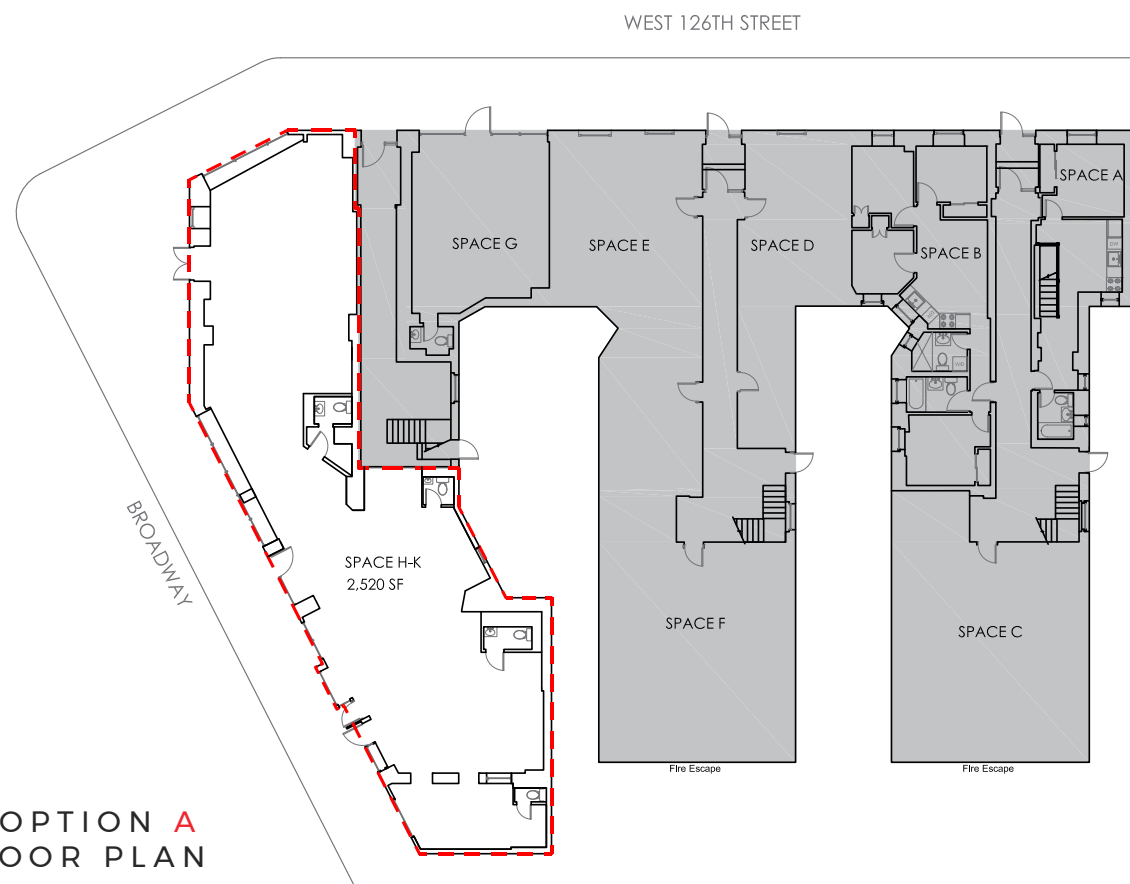 WEST 126TH STREET
SPACE A
SPACE G
SPACE E
SPACE D
SPACE B
DW
W/D
BROADWAY
SPACE H-K
2,520 SF
SPACE F
SPACE C
Fire Escape
Fire Escape
OPTION A
OOR PLAN